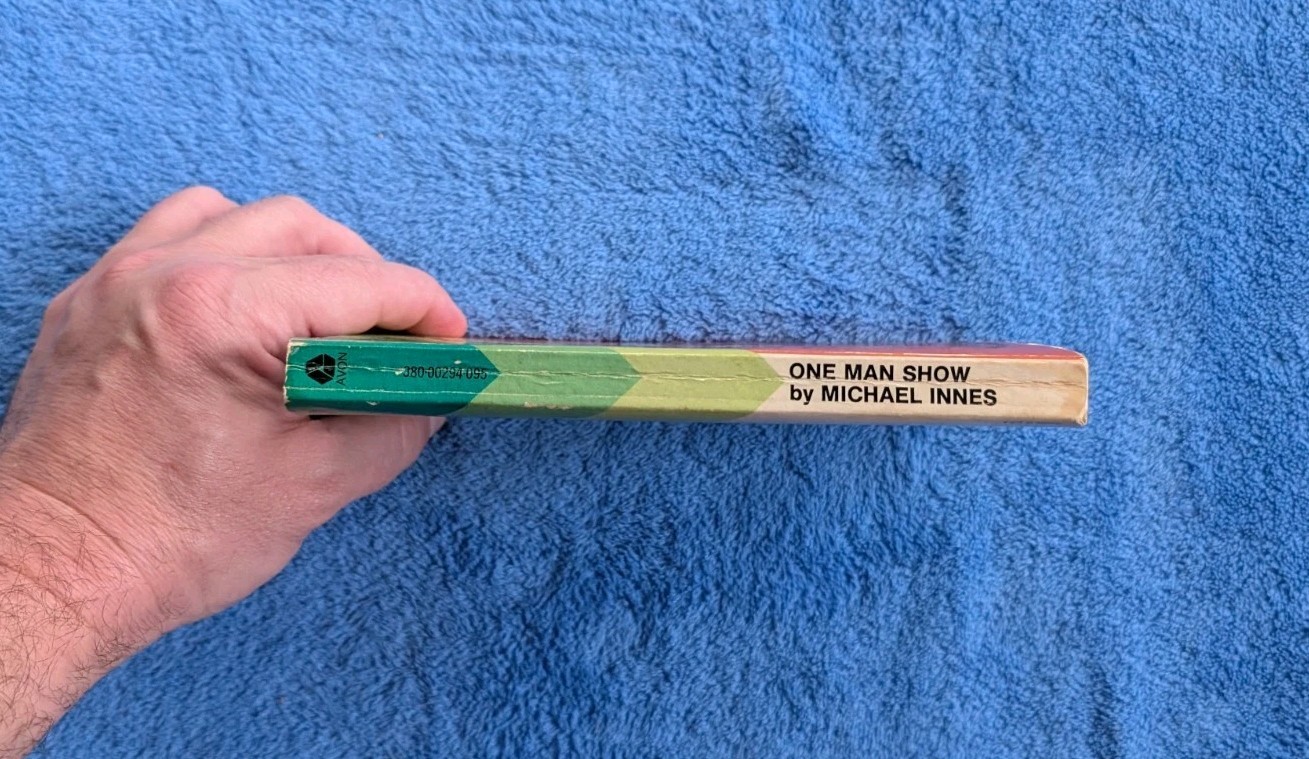 AVON
380-00294-095
ONE MAN SHOW
by MICHAEL INNES